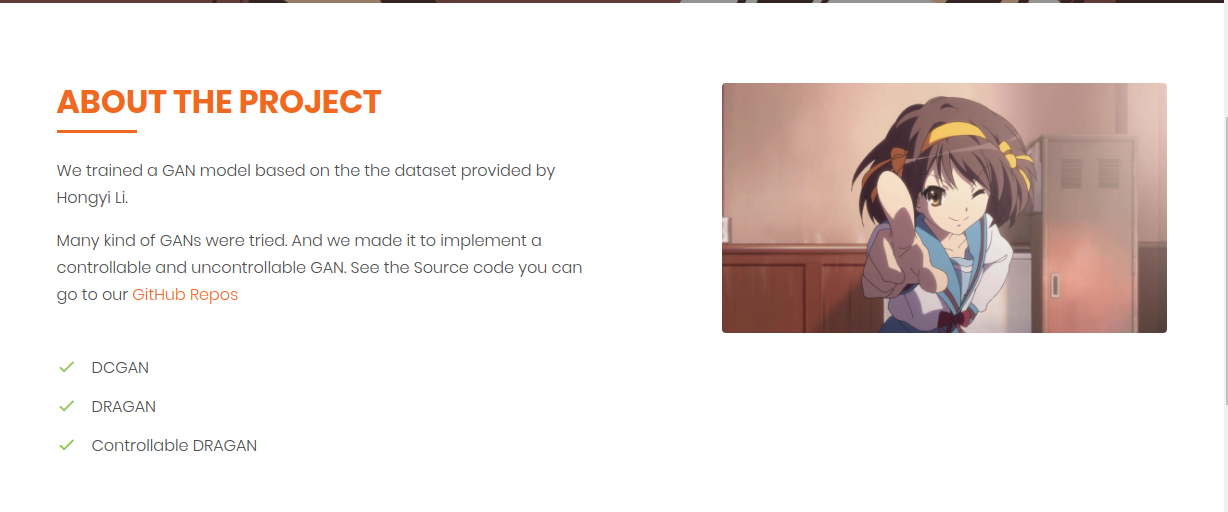 ABOUT THE PROJECT
We trained a GAN model based on the the dataset provided by
Hongyi Li.
Many kind of GANs were tried. And we made it to implement a
controllable and uncontrollable GAN. See the Source code you can
go to our GitHub Repos
DCGAN
DRAGAN
Controllable DRAGAN